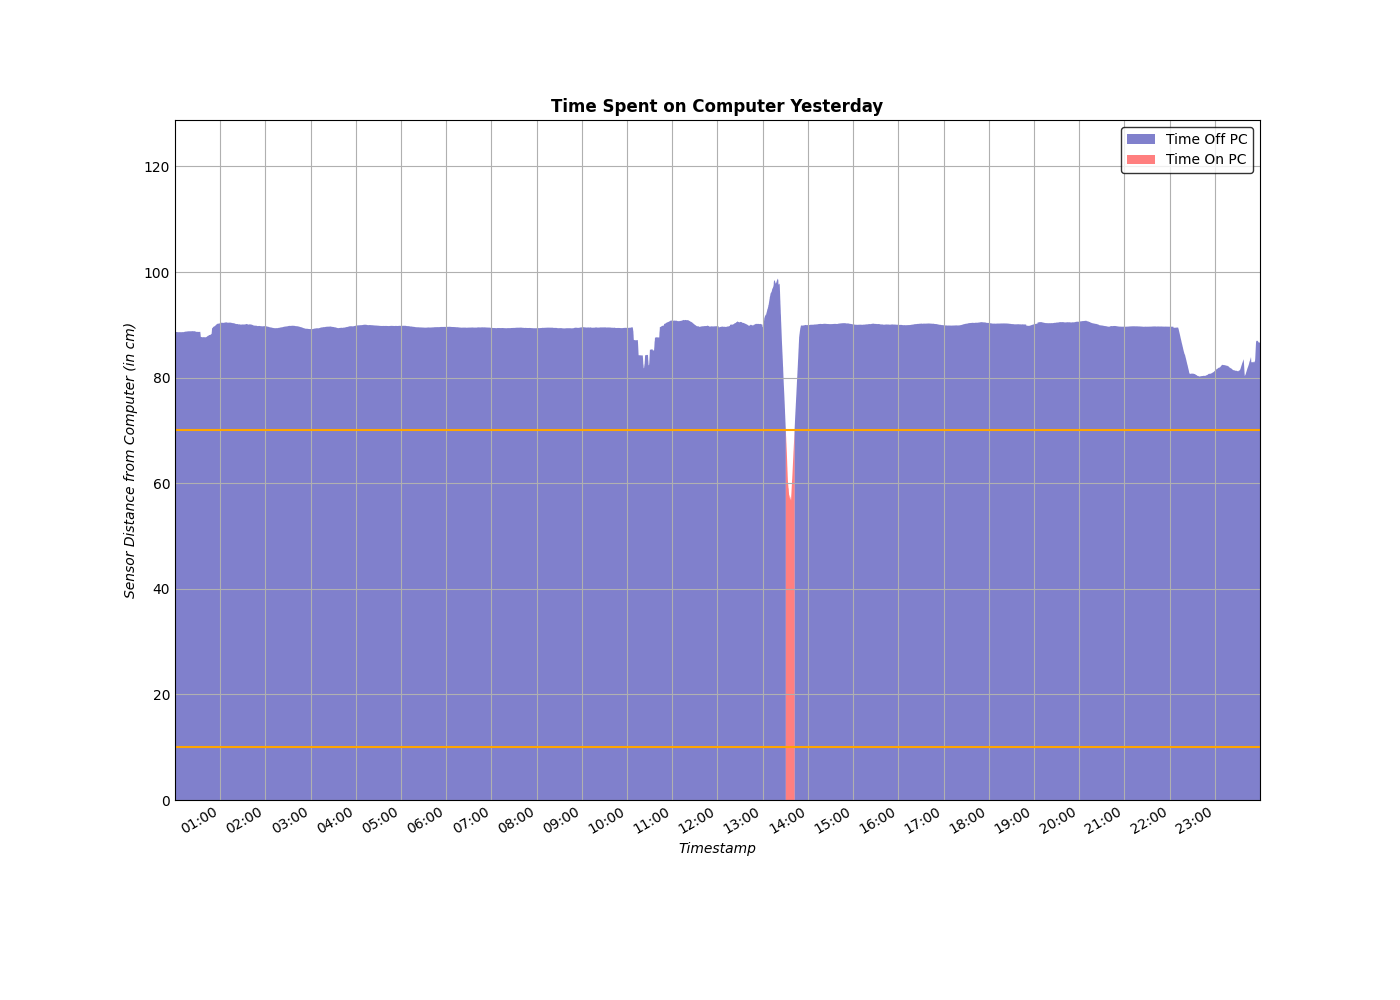 Time Spent on Computer Yesterday
Time Off PC
Time On PC
Sensor Distance from Computer (in cm)
120
100
80
60
40
20
0
01:00 02:00 03:00 04:00 05:00 06:00 07:00 08:00 09:00 10:00 11:00 12:00 13:00 14:00 15:00 16:00 17:00 18:00 19:00 20:00 21:00 22:00 23:00
Timestamp